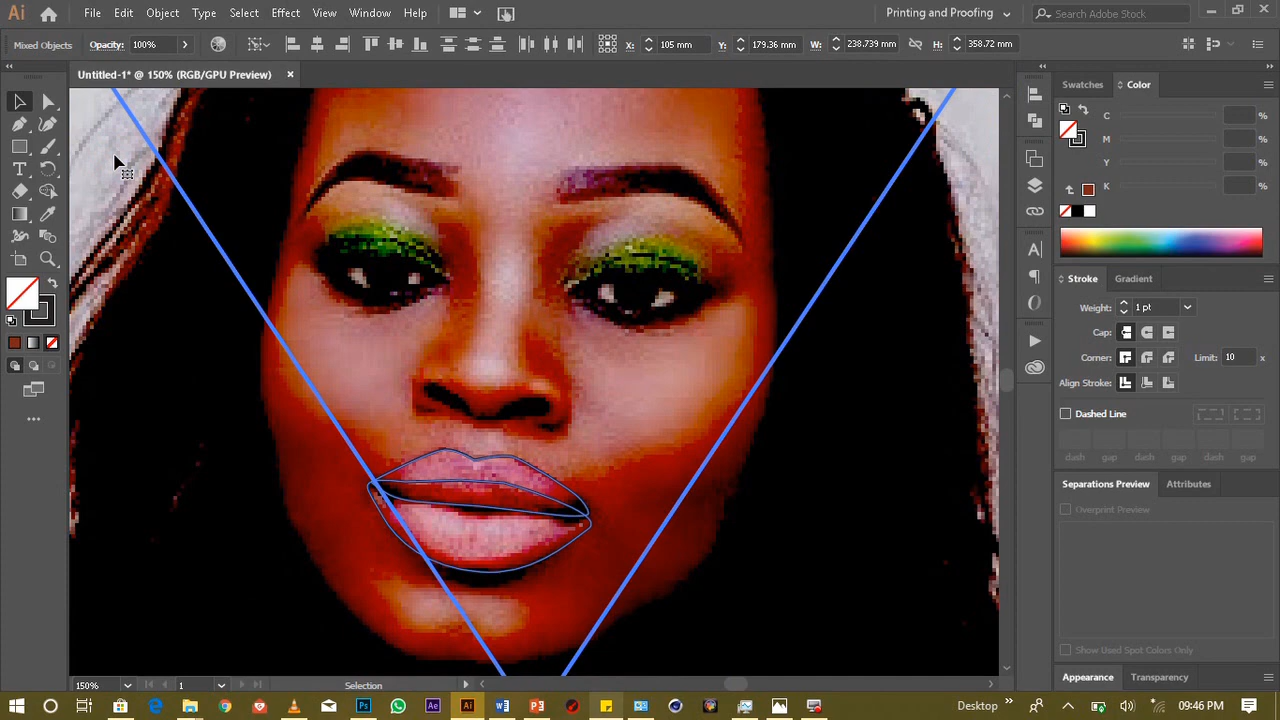 Ai File Edit Object Type Select Effect View Window Help Printing and Proofing Search Adobe Stock
Mixed Objects Opacity: 100% X: 105 mm Y: 179.36 mm W: 238.739 mm H: 358.72 mm
Untitled-1* @ 150% (RGB/GPU Preview) ×
Swatches Color
C %
M %
Y %
K %
Stroke Gradient
Weight: 1 pt
Cap:
Corner: Limit: 10 x
Align Stroke:
Dashed Line
dash gap dash gap dash gap
Separations Preview Attributes
Overprint Preview
Show Used Spot Colors Only
Appearance Transparency
150% 1 Selection
Ps Ae Ai W P Desktop » 09:46 PM